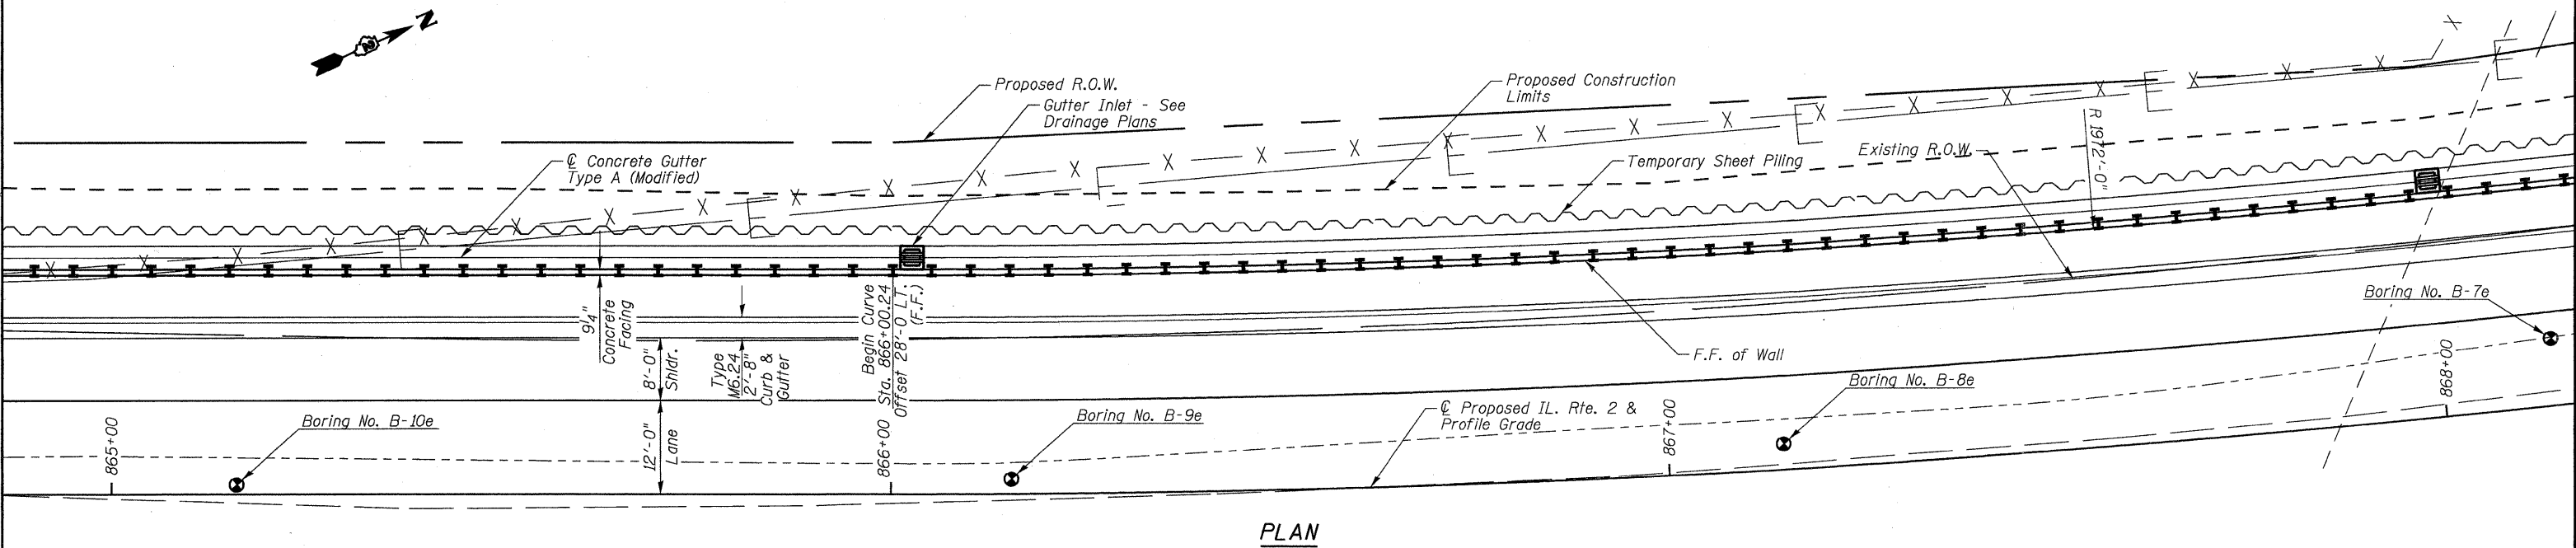 N
2
Proposed R.O.W.
Gutter Inlet - See
Drainage Plans
Proposed Construction
Limits
℄ Concrete Gutter
Type A (Modified)
Temporary Sheet Piling
Existing R.O.W.
R 1972'-0"
9¼"
Concrete
Facing
8'-0"
Shldr.
Type
M6.24
2'-8"
Curb &
Gutter
Begin Curve
Sta. 866+00.24
Offset 28'-0 LT.
(F.F.)
F.F. of Wall
Boring No. B-7e
Boring No. B-8e
Boring No. B-9e
Boring No. B-10e
℄ Proposed IL. Rte. 2 &
Profile Grade
12'-0"
Lane
865+00
866+00
867+00
868+00
PLAN